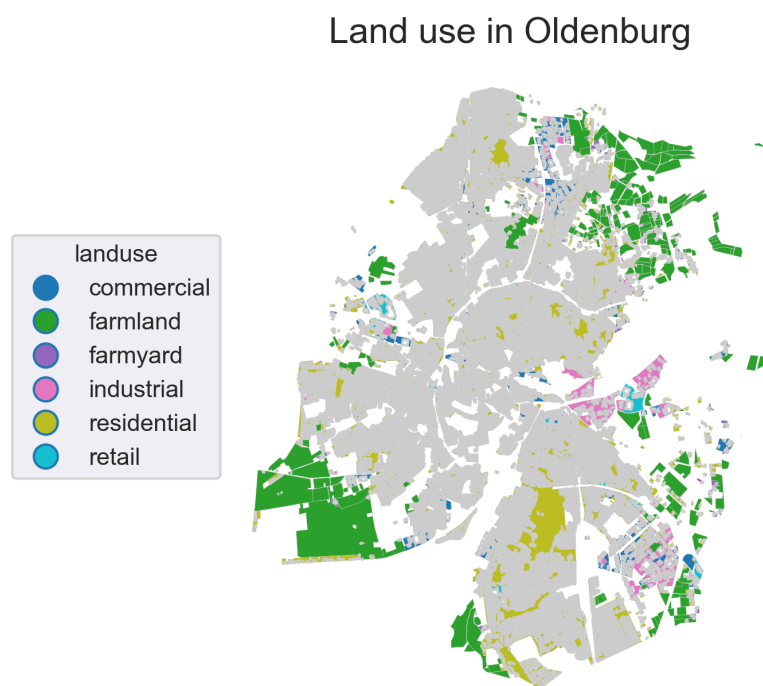 Land use in Oldenburg
landuse
commercial
farmland
farmyard
industrial
residential
retail